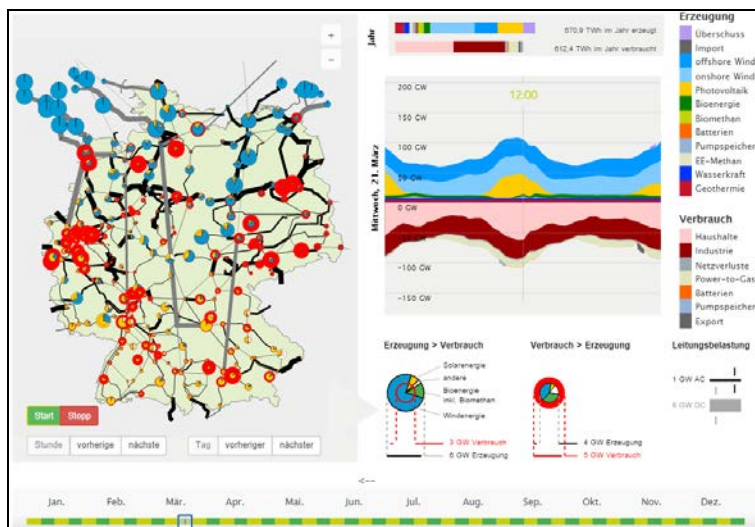 +
−
Start Stopp
Stunde vorherige nächste Tag vorheriger nächster
Jahr
670,9 TWh im Jahr erzeugt
612,4 TWh im Jahr verbraucht
Mittwoch, 21. März
12:00
200 GW
150 GW
100 GW
50 GW
0 GW
-100 GW
-150 GW
Erzeugung
Überschuss
Import
offshore Wind
onshore Wind
Photovoltaik
Bioenergie
Biomethan
Batterien
Pumpspeicher
EE-Methan
Wasserkraft
Geothermie
Verbrauch
Haushalte
Industrie
Netzverluste
Power-to-Gas
Batterien
Pumpspeicher
Export
Erzeugung > Verbrauch
Solarenergie
andere
Bioenergie
inkl. Biomethan
Windenergie
3 GW Verbrauch
6 GW Erzeugung
Verbrauch > Erzeugung
4 GW Erzeugung
5 GW Verbrauch
Leitungsbelastung
1 GW AC
6 GW DC
<--
Jan. Feb. Mär. Apr. Mai. Jun. Jul. Aug. Sep. Okt. Nov. Dez.